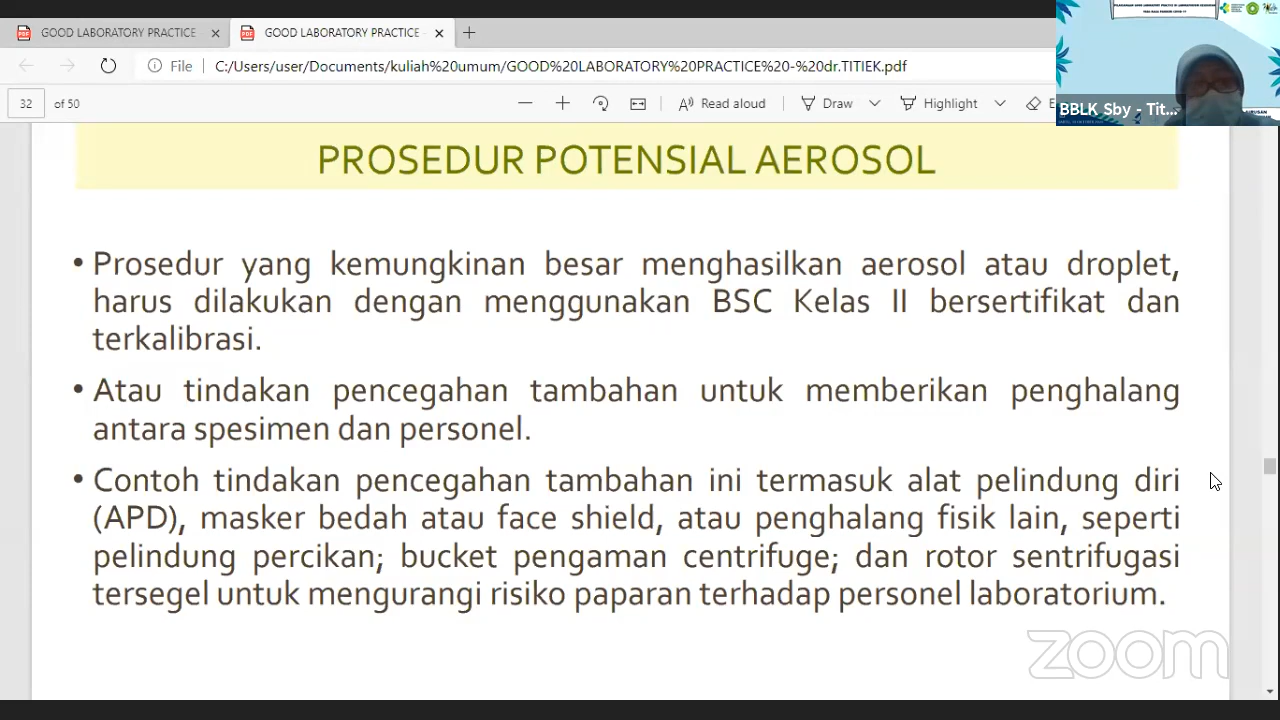 GOOD LABORATORY PRACTICE
GOOD LABORATORY PRACTICE -
File C:/Users/user/Documents/kuliah%20umum/GOOD%20LABORATORY%20PRACTICE%20-%20dr.TITIEK.pdf
32 of 50
Read aloud Draw Highlight
BBLK Sby - Tit...
PROSEDUR POTENSIAL AEROSOL
• Prosedur yang kemungkinan besar menghasilkan aerosol atau droplet,
harus dilakukan dengan menggunakan BSC Kelas II bersertifikat dan
terkalibrasi.
• Atau tindakan pencegahan tambahan untuk memberikan penghalang
antara spesimen dan personel.
• Contoh tindakan pencegahan tambahan ini termasuk alat pelindung diri
(APD), masker bedah atau face shield, atau penghalang fisik lain, seperti
pelindung percikan; bucket pengaman centrifuge; dan rotor sentrifugasi
tersegel untuk mengurangi risiko paparan terhadap personel laboratorium.
zoom